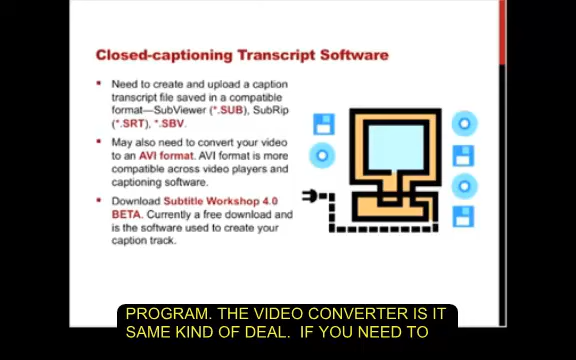 Closed-captioning Transcript Software
Need to create and upload a caption
transcript file saved in a compatible
format—SubViewer (*.SUB), SubRip
(*.SRT), *.SBV.
May also need to convert your video
to an AVI format. AVI format is more
compatible across video players and
captioning software.
Download Subtitle Workshop 4.0
BETA. Currently a free download and
is the software used to create your
caption track.
PROGRAM. THE VIDEO CONVERTER IS IT
SAME KIND OF DEAL.  IF YOU NEED TO